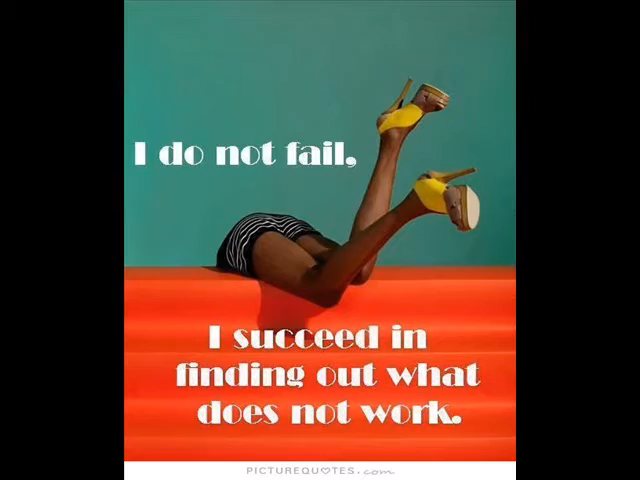 I do not fail,
I succeed in
finding out what
does not work.
PICTUREQUOTES.com